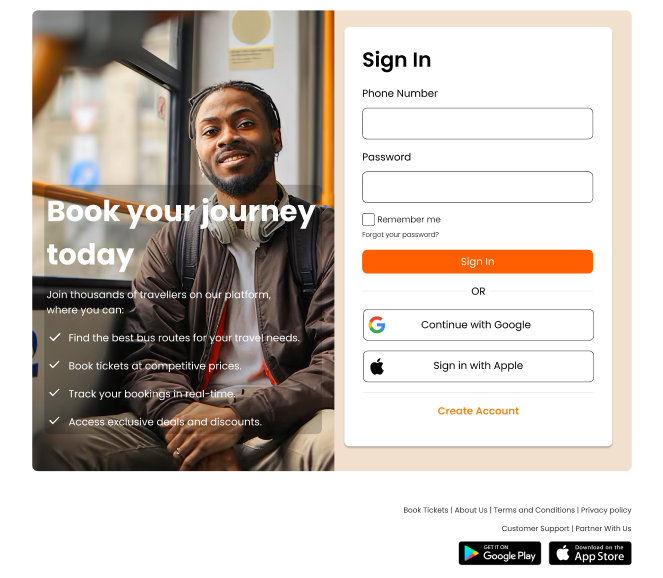 Book your journey
today
Join thousands of travellers on our platform,
where you can:
Find the best bus routes for your travel needs.
Book tickets at competitive prices.
Track your bookings in real-time.
Access exclusive deals and discounts.
Sign In
Phone Number
Password
Remember me
Forgot your password?
Sign In
OR
Continue with Google
Sign in with Apple
Create Account
Book Tickets | About Us | Terms and Conditions | Privacy policy
Customer Support | Partner With Us
GET IT ON
Google Play
Download on the
App Store